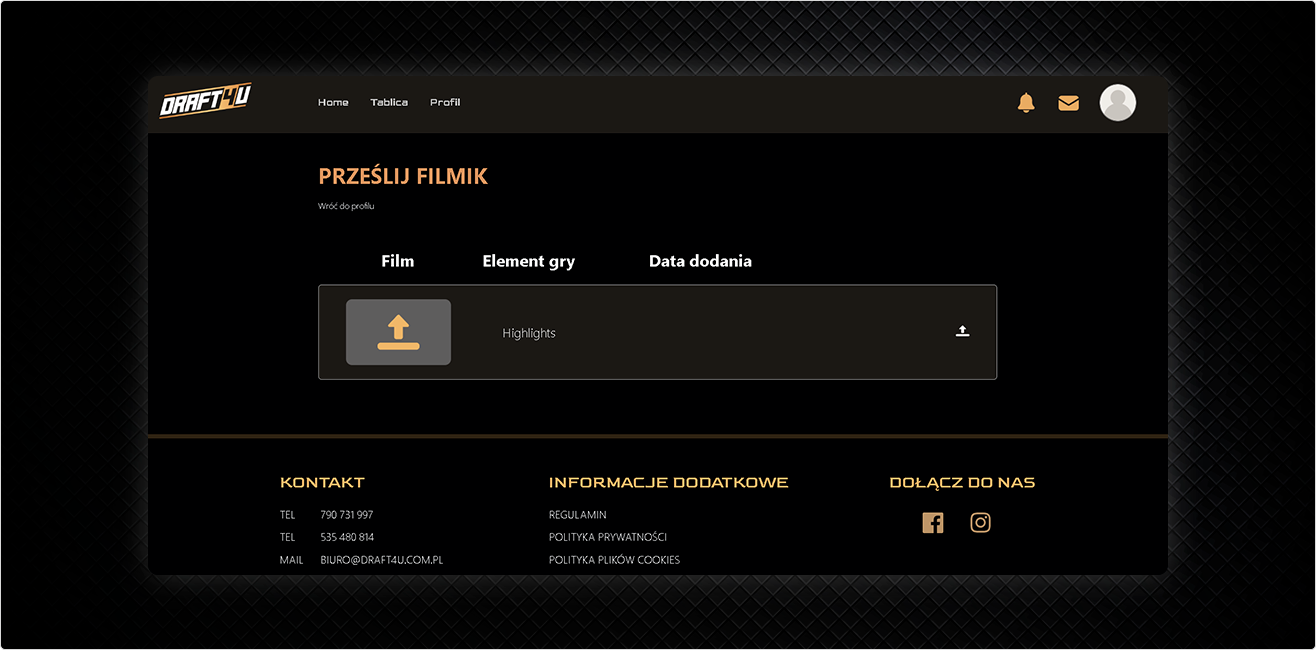 DRAFT4U
Home Tablica Profil
PRZEŚLIJ FILMIK
Wróć do profilu
Film Element gry Data dodania
Highlights
KONTAKT INFORMACJE DODATKOWE DOŁĄCZ DO NAS
TEL 790 731 997 REGULAMIN
TEL 535 480 814 POLITYKA PRYWATNOŚCI
MAIL BIURO@DRAFT4U.COM.PL POLITYKA PLIKÓW COOKIES